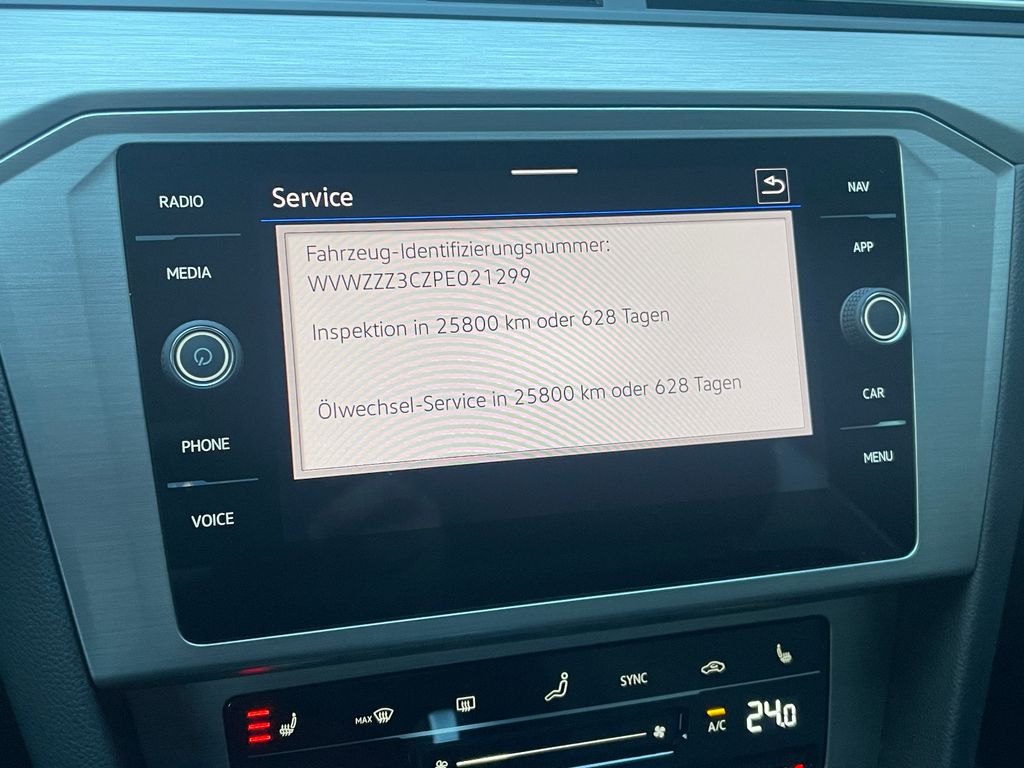 RADIO
MEDIA
PHONE
VOICE
Service
Fahrzeug-Identifizierungsnummer:
WVWZZZ3CZPE021299
Inspektion in 25800 km oder 628 Tagen
Ölwechsel-Service in 25800 km oder 628 Tagen
NAV
APP
CAR
MENU
MAX
SYNC
A/C
24.0